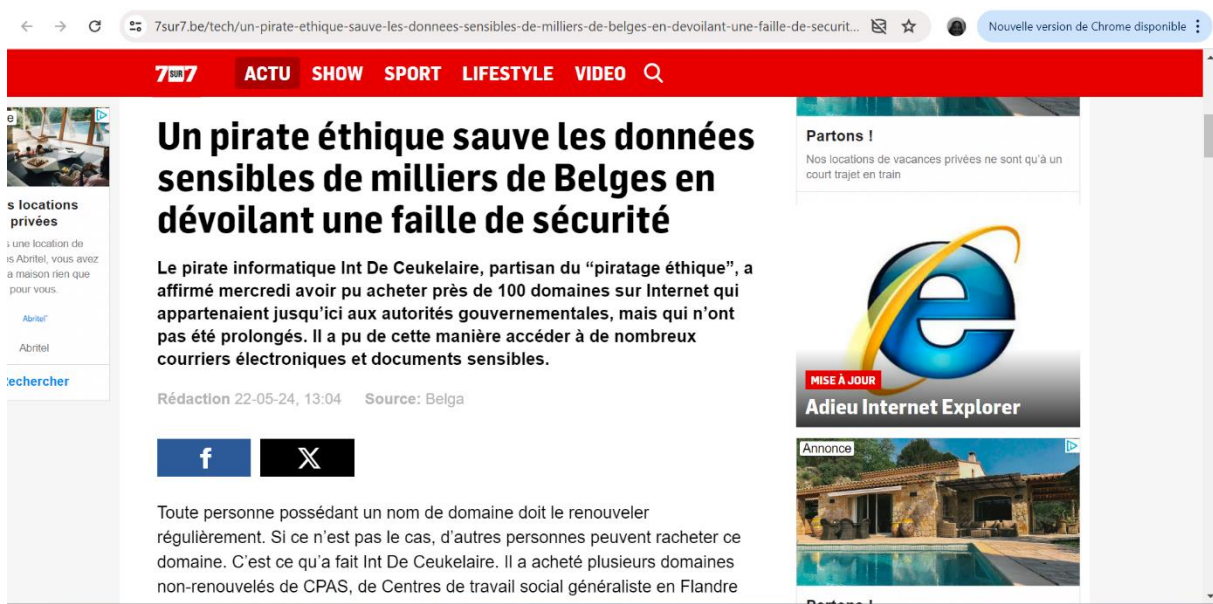 7sur7.be/tech/un-pirate-ethique-sauve-les-donnees-sensibles-de-milliers-de-belges-en-devoilant-une-faille-de-securit...
Nouvelle version de Chrome disponible
7 SUR 7
ACTU SHOW SPORT LIFESTYLE VIDEO
s locations
privées
une location de
s Abritel, vous avez
a maison rien que
pour vous.
Abritel
Abritel
echercher
Un pirate éthique sauve les données
sensibles de milliers de Belges en
dévoilant une faille de sécurité
Le pirate informatique Int De Ceukelaire, partisan du “piratage éthique”, a
affirmé mercredi avoir pu acheter près de 100 domaines sur Internet qui
appartenaient jusqu’ici aux autorités gouvernementales, mais qui n’ont
pas été prolongés. Il a pu de cette manière accéder à de nombreux
courriers électroniques et documents sensibles.
Rédaction 22-05-24, 13:04 Source: Belga
f X
Toute personne possédant un nom de domaine doit le renouveler
régulièrement. Si ce n’est pas le cas, d’autres personnes peuvent racheter ce
domaine. C’est ce qu’a fait Int De Ceukelaire. Il a acheté plusieurs domaines
non-renouvelés de CPAS, de Centres de travail social généraliste en Flandre
Partons !
Nos locations de vacances privées ne sont qu'à un
court trajet en train
MISE À JOUR
Adieu Internet Explorer
Annonce
Partons !